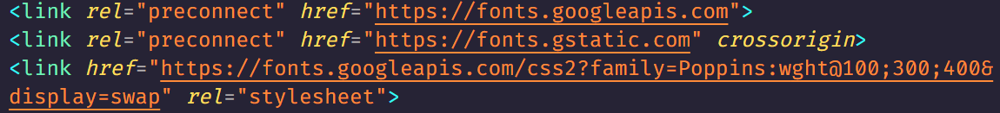 <link rel="preconnect" href="https://fonts.googleapis.com">
<link rel="preconnect" href="https://fonts.gstatic.com" crossorigin>
<link href="https://fonts.googleapis.com/css2?family=Poppins:wght@100;300;400&
display=swap" rel="stylesheet">